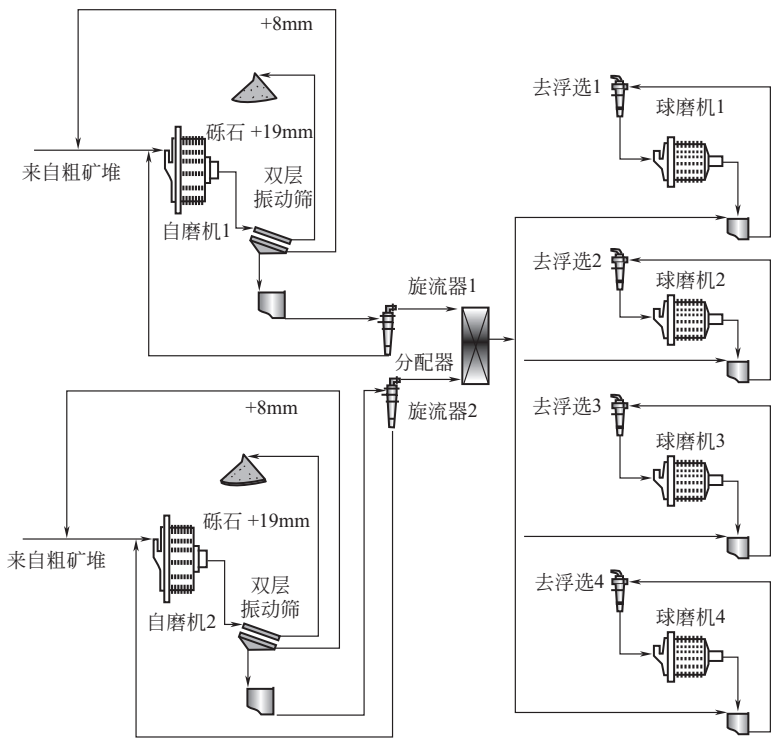 +8mm
砾石 +19mm
来自粗矿堆
双层
振动筛
自磨机1
旋流器1
分配器
旋流器2
+8mm
砾石 +19mm
来自粗矿堆
双层
振动筛
自磨机2
去浮选1
球磨机1
去浮选2
球磨机2
去浮选3
球磨机3
去浮选4
球磨机4